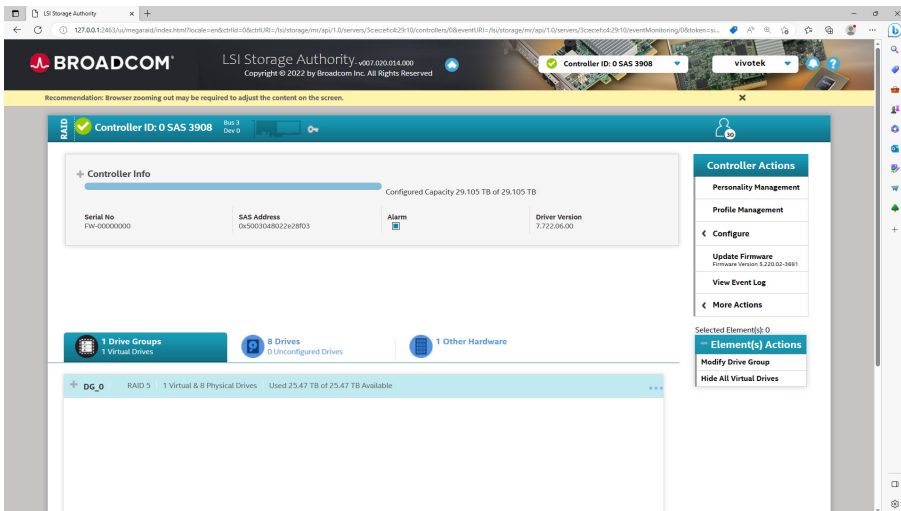 LSI Storage Authority
127.0.0.1:2463/ui/megaraid/index.html?locale=en&ctrlId=0&ctrlURI=/lsi/storage/mr/api/1.0/servers/3cecefa4:29:10/controllers/0&eventURI=/lsi/storage/mr/api/1.0/servers/3cecefa4:29:10/eventMonitoring/0&token=si...
BROADCOM®
LSI Storage Authority- v007.020.014.000
Copyright © 2022 by Broadcom Inc. All Rights Reserved
Controller ID: 0 SAS 3908
vivotek
Recommendation: Browser zooming out may be required to adjust the content on the screen.
RAID
Controller ID: 0 SAS 3908
Bus 3
Dev 0
30
Controller Info
Configured Capacity 29.105 TB of 29.105 TB
Serial No
FW-00000000
SAS Address
0x5003048022e28f03
Alarm
Driver Version
7.722.06.00
Controller Actions
Personality Management
Profile Management
Configure
Update Firmware
Firmware Version 5.220.02-3691
View Event Log
More Actions
1 Drive Groups
1 Virtual Drives
8 Drives
0 Unconfigured Drives
1 Other Hardware
Selected Element(s): 0
Element(s) Actions
Modify Drive Group
Hide All Virtual Drives
DG_0 RAID 5 1 Virtual & 8 Physical Drives Used 25.47 TB of 25.47 TB Available